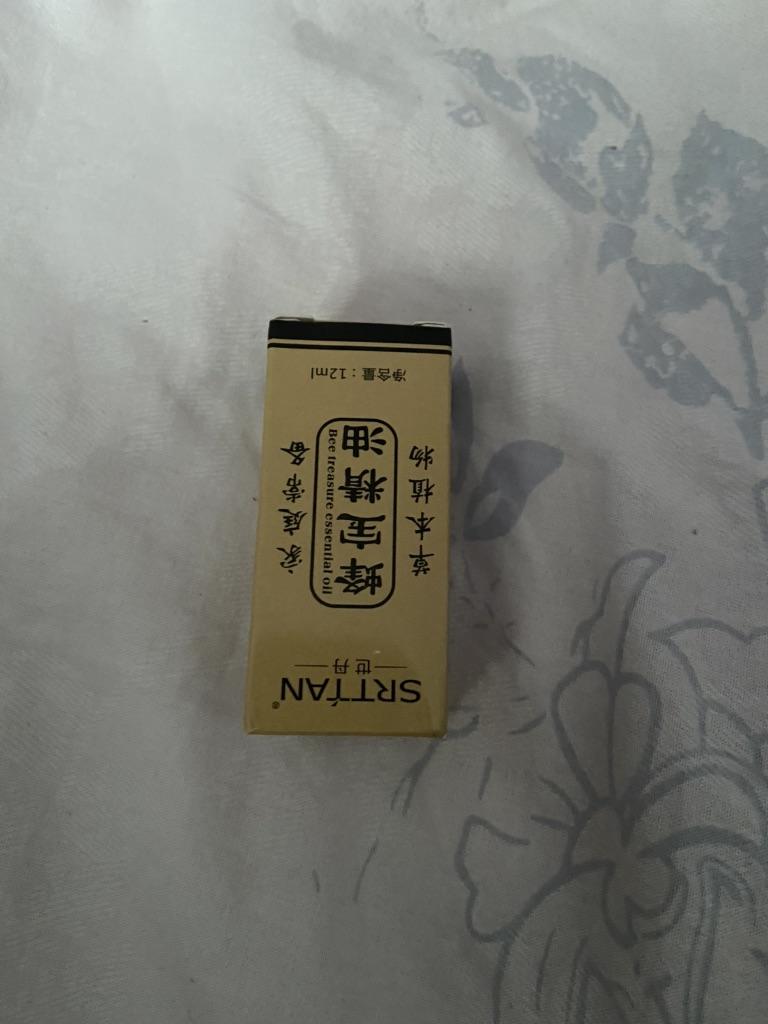 SRTTAN®
世丹
草本植物
蜂宝精油
Bee treasure essential oil
家庭常备
净含量：12ml